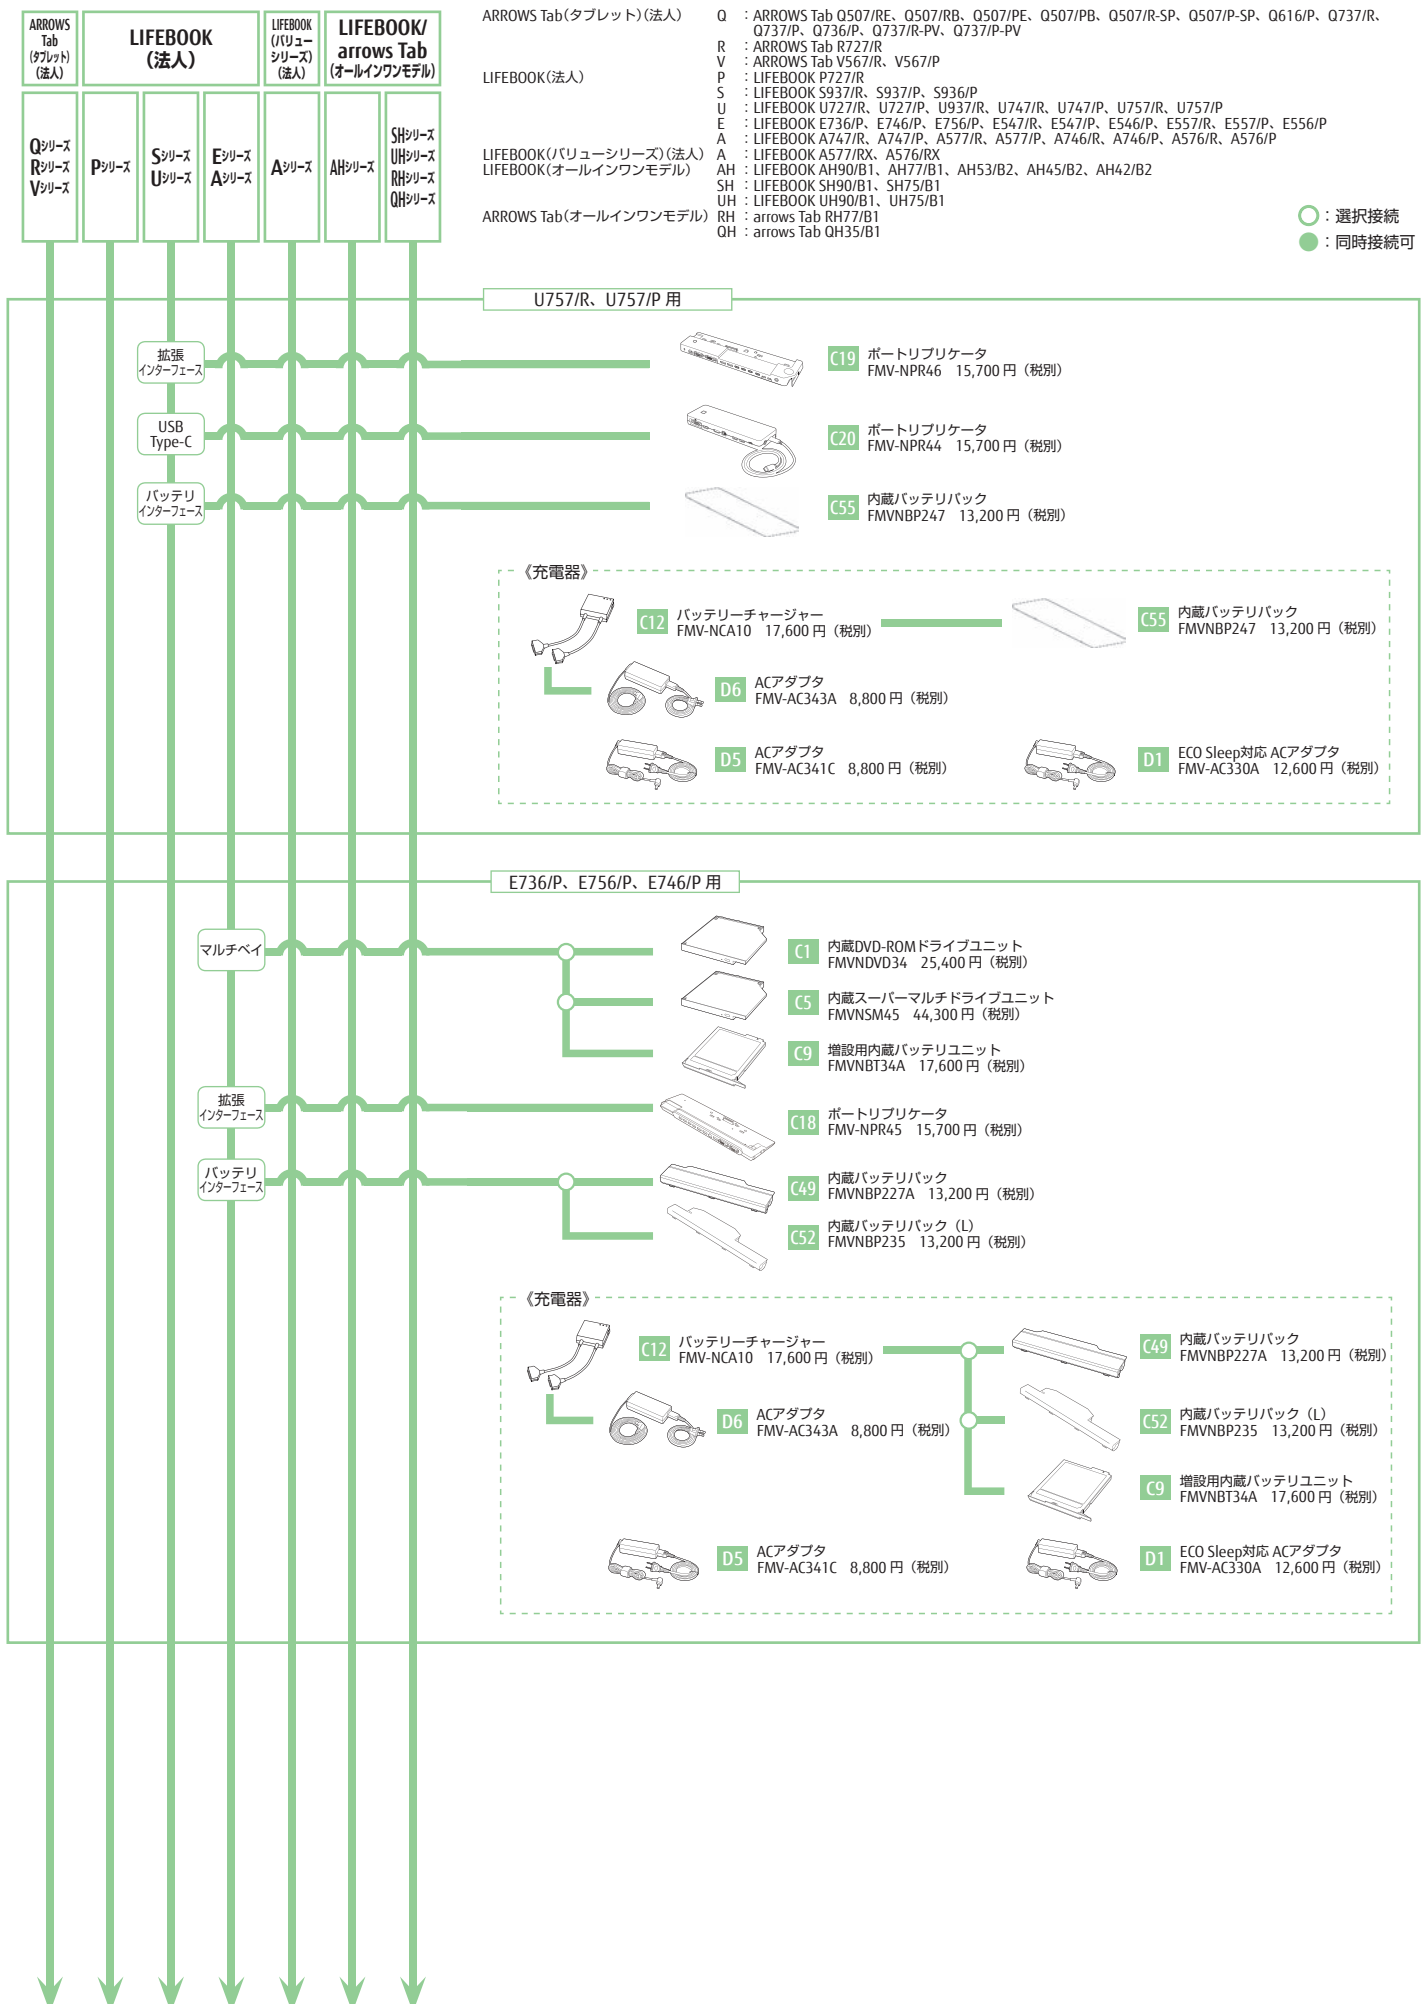 ARROWS
Tab
(タブレット)
(法人)
LIFEBOOK
(法人)
LIFEBOOK
(バリュー
シリーズ)
(法人)
LIFEBOOK/
arrows Tab
(オールインワンモデル)
Qシリーズ
Rシリーズ
Vシリーズ
Pシリーズ
Sシリーズ
Uシリーズ
Eシリーズ
Aシリーズ
Aシリーズ
AHシリーズ
SHシリーズ
UHシリーズ
RHシリーズ
QHシリーズ
ARROWS Tab(タブレット)(法人) Q : ARROWS Tab Q507/RE、Q507/RB、Q507/PE、Q507/PB、Q507/R-SP、Q507/P-SP、Q616/P、Q737/R、
Q737/P、Q736/P、Q737/R-PV、Q737/P-PV
R : ARROWS Tab R727/R
V : ARROWS Tab V567/R、V567/P
LIFEBOOK(法人) P : LIFEBOOK P727/R
S : LIFEBOOK S937/R、S937/P、S936/P
U : LIFEBOOK U727/R、U727/P、U937/R、U747/R、U747/P、U757/R、U757/P
E : LIFEBOOK E736/P、E746/P、E756/P、E547/R、E547/P、E546/P、E557/R、E557/P、E556/P
A : LIFEBOOK A747/R、A747/P、A577/R、A577/P、A746/R、A746/P、A576/R、A576/P
LIFEBOOK(バリューシリーズ)(法人) A : LIFEBOOK A577/RX、A576/RX
LIFEBOOK(オールインワンモデル) AH : LIFEBOOK AH90/B1、AH77/B1、AH53/B2、AH45/B2、AH42/B2
SH : LIFEBOOK SH90/B1、SH75/B1
UH : LIFEBOOK UH90/B1、UH75/B1
ARROWS Tab(オールインワンモデル) RH : arrows Tab RH77/B1
QH : arrows Tab QH35/B1
：選択接続
：同時接続可
U757/R、U757/P 用
拡張
インターフェース
C19 ポートリプリケータ
FMV-NPR46 15,700 円（税別）
USB
Type-C
C20 ポートリプリケータ
FMV-NPR44 15,700 円（税別）
バッテリ
インターフェース
C55 内蔵バッテリパック
FMVNBP247 13,200 円（税別）
《充電器》
C12 バッテリーチャージャー
FMV-NCA10 17,600 円（税別）
C55 内蔵バッテリパック
FMVNBP247 13,200 円（税別）
D6 ACアダプタ
FMV-AC343A 8,800 円（税別）
D5 ACアダプタ
FMV-AC341C 8,800 円（税別）
D1 ECO Sleep対応 ACアダプタ
FMV-AC330A 12,600 円（税別）
E736/P、E756/P、E746/P 用
マルチベイ
C1 内蔵DVD-ROMドライブユニット
FMVNDVD34 25,400 円（税別）
C5 内蔵スーパーマルチドライブユニット
FMVNSM45 44,300 円（税別）
C9 増設用内蔵バッテリユニット
FMVNBT34A 17,600 円（税別）
拡張
インターフェース
C18 ポートリプリケータ
FMV-NPR45 15,700 円（税別）
バッテリ
インターフェース
C49 内蔵バッテリパック
FMVNBP227A 13,200 円（税別）
C52 内蔵バッテリパック（L）
FMVNBP235 13,200 円（税別）
《充電器》
C12 バッテリーチャージャー
FMV-NCA10 17,600 円（税別）
C49 内蔵バッテリパック
FMVNBP227A 13,200 円（税別）
D6 ACアダプタ
FMV-AC343A 8,800 円（税別）
C52 内蔵バッテリパック（L）
FMVNBP235 13,200 円（税別）
C9 増設用内蔵バッテリユニット
FMVNBT34A 17,600 円（税別）
D5 ACアダプタ
FMV-AC341C 8,800 円（税別）
D1 ECO Sleep対応 ACアダプタ
FMV-AC330A 12,600 円（税別）